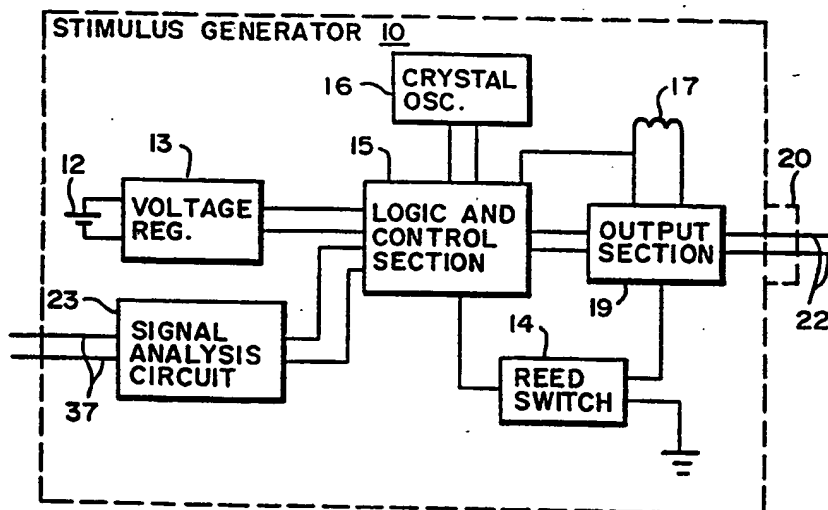 STIMULUS GENERATOR 10
16
CRYSTAL
OSC.
17
12
13
VOLTAGE
REG.
15
LOGIC AND
CONTROL
SECTION
20
OUTPUT
SECTION
19
22
23
SIGNAL
ANALYSIS
CIRCUIT
37
14
REED
SWITCH